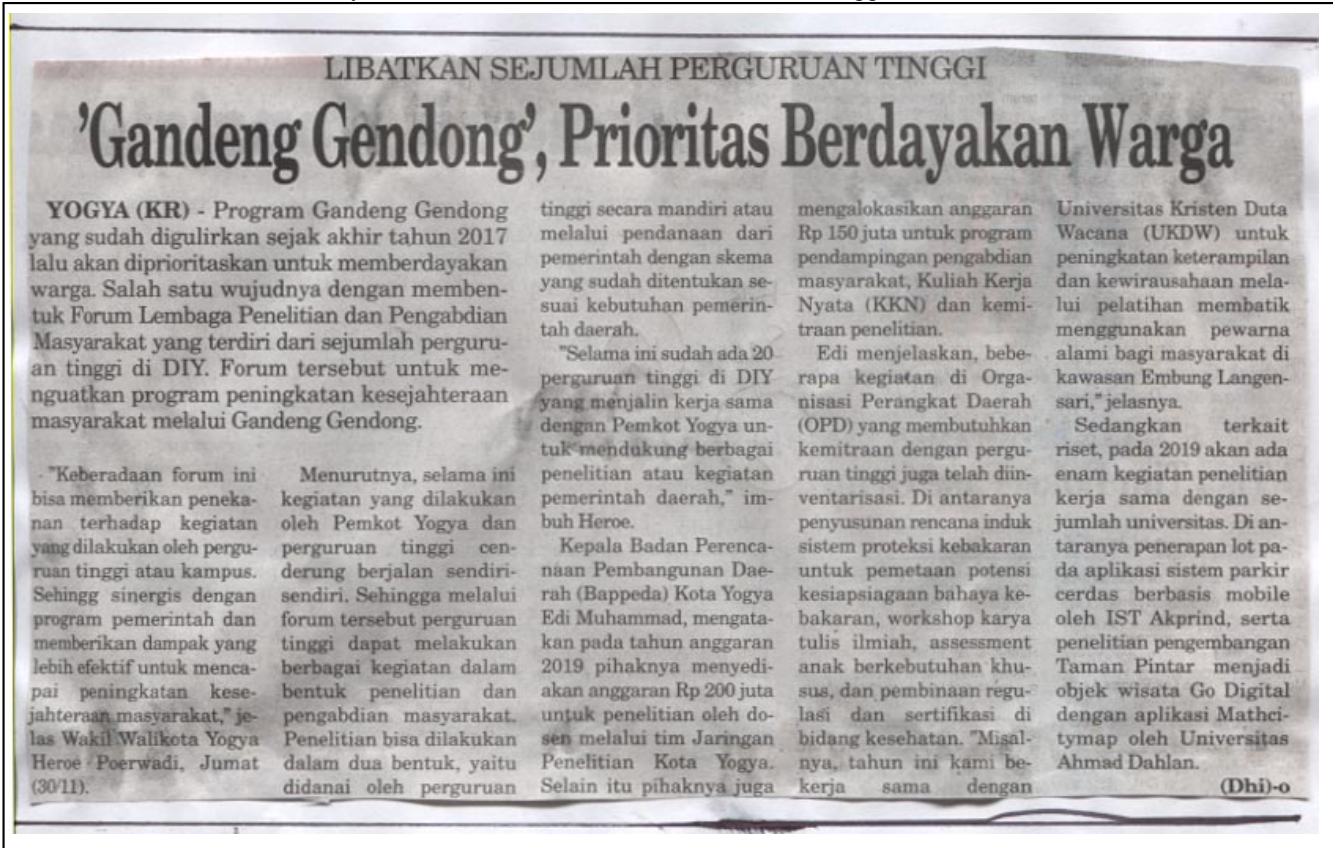 LIBATKAN SEJUMLAH PERGURUAN TINGGI
'Gandeng Gendong', Prioritas Berdayakan Warga
YOGYA (KR) - Program Gandeng Gendong
yang sudah digulirkan sejak akhir tahun 2017
lalu akan diprioritaskan untuk memberdayakan
warga. Salah satu wujudnya dengan memben-
tuk Forum Lembaga Penelitian dan Pengabdian
Masyarakat yang terdiri dari sejumlah perguru-
an tinggi di DIY. Forum tersebut untuk me-
nguatkan program peningkatan kesejahteraan
masyarakat melalui Gandeng Gendong.
"Keberadaan forum ini
bisa memberikan peneka-
nan terhadap kegiatan
yang dilakukan oleh pergu-
ruan tinggi atau kampus.
Sehingg sinergis dengan
program pemerintah dan
memberikan dampak yang
lebih efektif untuk menca-
pai peningkatan kese-
jahteraan masyarakat," je-
las Wakil Walikota Yogya
Heroe Poerwadi, Jumat
(30/11).
Menurutnya, selama ini
kegiatan yang dilakukan
oleh Pemkot Yogya dan
perguruan tinggi cen-
derung berjalan sendiri-
sendiri. Sehingga melalui
forum tersebut perguruan
tinggi dapat melakukan
berbagai kegiatan dalam
bentuk penelitian dan
pengabdian masyarakat.
Penelitian bisa dilakukan
dalam dua bentuk, yaitu
didanai oleh perguruan
tinggi secara mandiri atau
melalui pendanaan dari
pemerintah dengan skema
yang sudah ditentukan se-
suai kebutuhan pemerin-
tah daerah.
"Selama ini sudah ada 20
perguruan tinggi di DIY
yang menjalin kerja sama
dengan Pemkot Yogya un-
tuk mendukung berbagai
penelitian atau kegiatan
pemerintah daerah," im-
buh Heroe.
Kepala Badan Perenca-
naan Pembangunan Dae-
rah (Bappeda) Kota Yogya
Edi Muhammad, mengata-
kan pada tahun anggaran
2019 pihaknya menyedi-
akan anggaran Rp 200 juta
untuk penelitian oleh do-
sen melalui tim Jaringan
Penelitian Kota Yogya.
Selain itu pihaknya juga
mengalokasikan anggaran
Rp 150 juta untuk program
pendampingan pengabdian
masyarakat, Kuliah Kerja
Nyata (KKN) dan kemi-
traan penelitian.
Edi menjelaskan, bebe-
rapa kegiatan di Orga-
nisasi Perangkat Daerah
(OPD) yang membutuhkan
kemitraan dengan pergu-
ruan tinggi juga telah diin-
ventarisasi. Di antaranya
penyusunan rencana induk
sistem proteksi kebakaran
untuk pemetaan potensi
kesiapsiagaan bahaya ke-
bakaran, workshop karya
tulis ilmiah, assessment
anak berkebutuhan khu-
sus, dan pembinaan regu-
lasi dan sertifikasi di
bidang kesehatan. "Misal-
nya, tahun ini kami be-
kerja sama dengan
Universitas Kristen Duta
Wacana (UKDW) untuk
peningkatan keterampilan
dan kewirausahaan mela-
lui pelatihan membatik
menggunakan pewarna
alami bagi masyarakat di
kawasan Embung Langen-
sari," jelasnya.
Sedangkan terkait
riset, pada 2019 akan ada
enam kegiatan penelitian
kerja sama dengan se-
jumlah universitas. Di an-
taranya penerapan lot pa-
da aplikasi sistem parkir
cerdas berbasis mobile
oleh IST Akprind, serta
penelitian pengembangan
Taman Pintar menjadi
objek wisata Go Digital
dengan aplikasi Mathci-
tymap oleh Universitas
Ahmad Dahlan.
(Dhi)-o